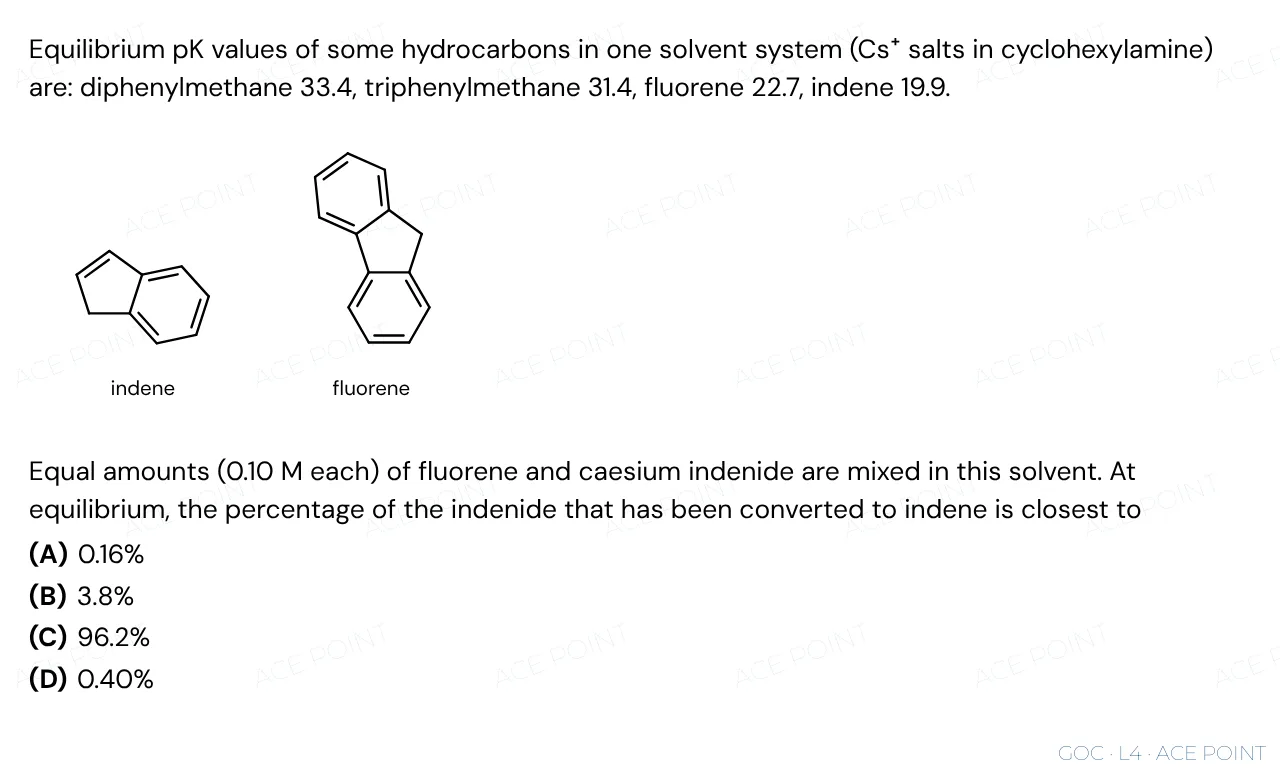 Equilibrium pK values of some hydrocarbons in one solvent system (Cs⁺ salts in cyclohexylamine)
are: diphenylmethane 33.4, triphenylmethane 31.4, fluorene 22.7, indene 19.9.
indene
fluorene
Equal amounts (0.10 M each) of fluorene and caesium indenide are mixed in this solvent. At
equilibrium, the percentage of the indenide that has been converted to indene is closest to
(A) 0.16%
(B) 3.8%
(C) 96.2%
(D) 0.40%
GOC · L4 · ACE POINT
ACE POINT